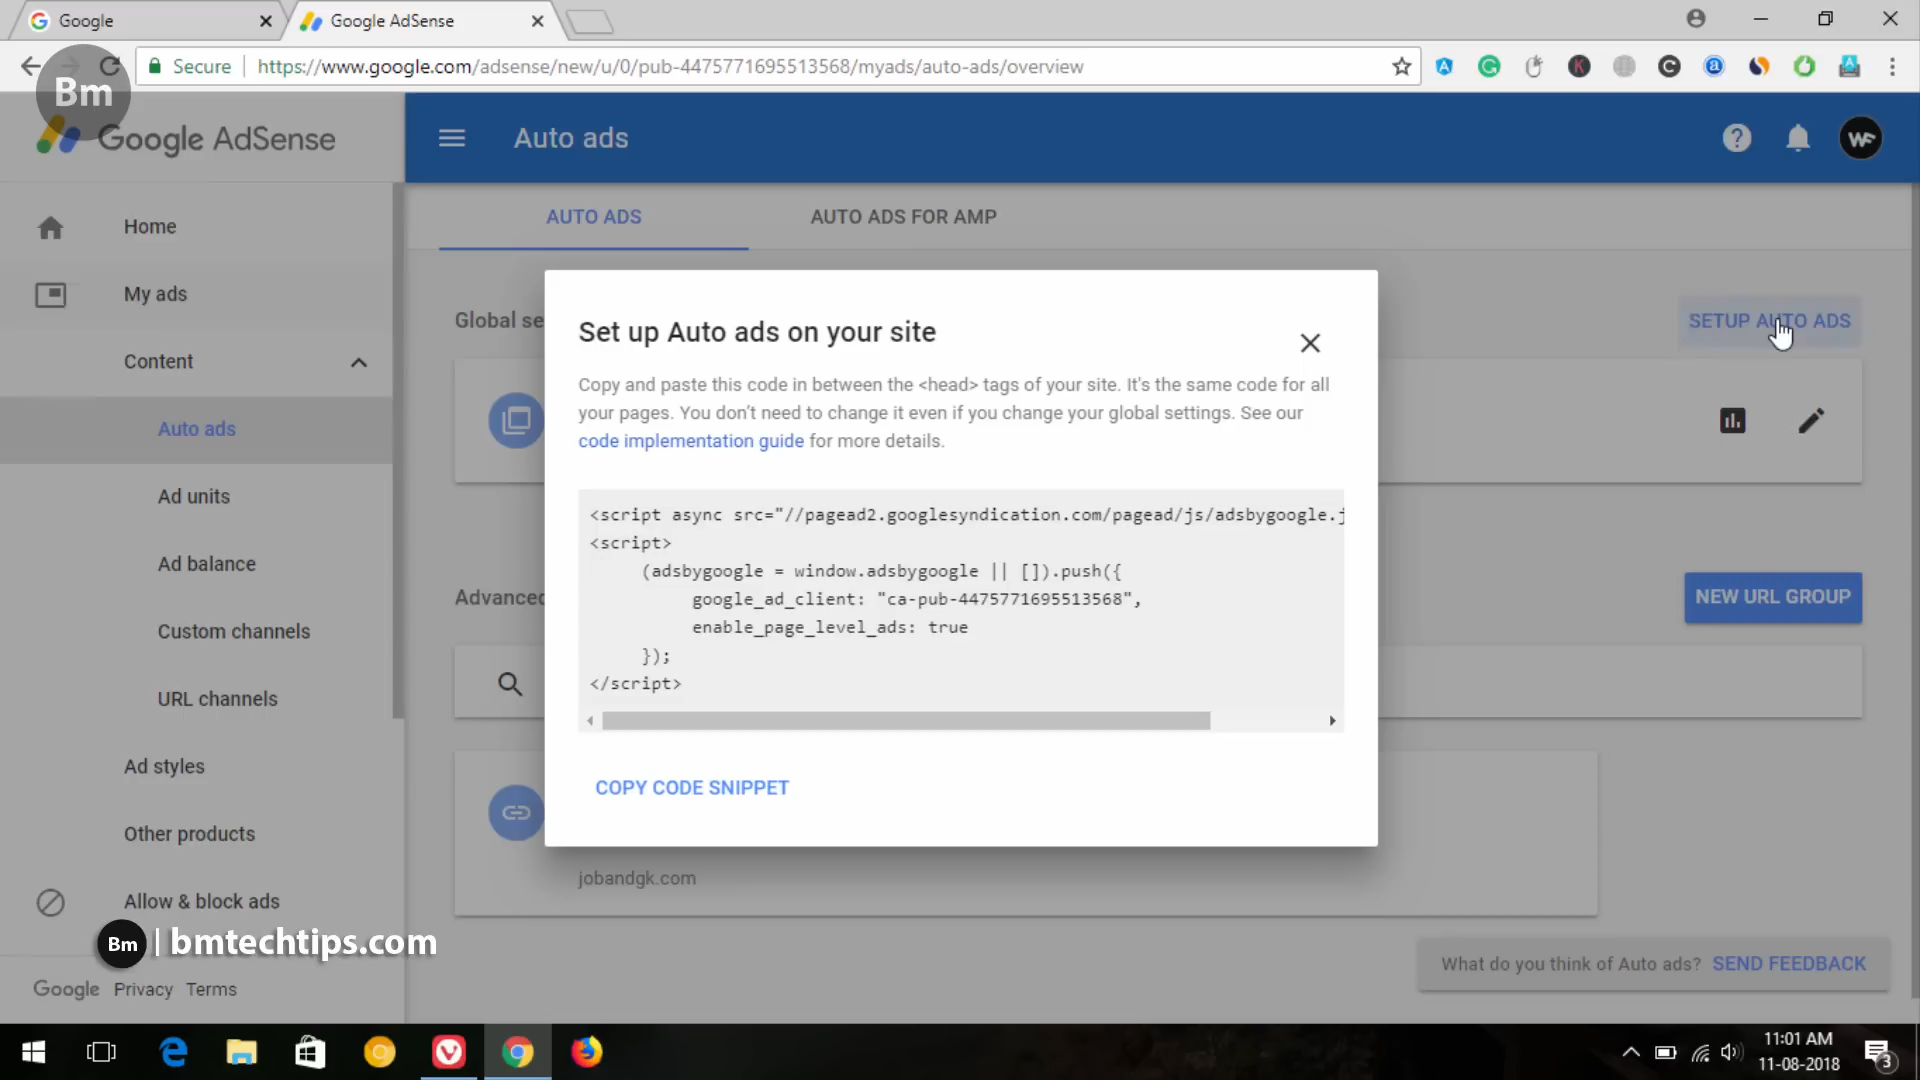 Google
Google AdSense
Secure
https://www.google.com/adsense/new/u/0/pub-4475771695513568/myads/auto-ads/overview
Bm
Google AdSense
Auto ads
WF
Home
My ads
Content
Auto ads
Ad units
Ad balance
Custom channels
URL channels
Ad styles
Other products
Allow & block ads
Google Privacy Terms
AUTO ADS
AUTO ADS FOR AMP
Global se
SETUP AUTO ADS
Set up Auto ads on your site
Copy and paste this code in between the <head> tags of your site. It's the same code for all
your pages. You don't need to change it even if you change your global settings. See our
code implementation guide for more details.
<script async src="//pagead2.googlesyndication.com/pagead/js/adsbygoogle.j
<script>
(adsbygoogle = window.adsbygoogle || []).push({
google_ad_client: "ca-pub-4475771695513568",
enable_page_level_ads: true
});
</script>
COPY CODE SNIPPET
Advanced
NEW URL GROUP
jobandgk.com
Bm | bmtechtips.com
What do you think of Auto ads? SEND FEEDBACK
11:01 AM
11-08-2018
3